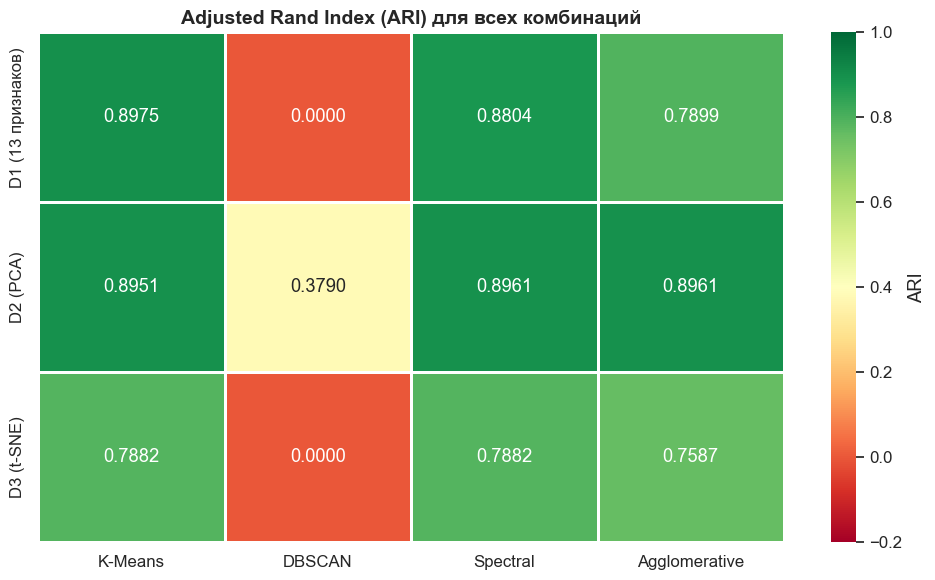 Adjusted Rand Index (ARI) для всех комбинаций
D1 (13 признаков)
0.8975 0.0000 0.8804 0.7899
D2 (PCA)
0.8951 0.3790 0.8961 0.8961
D3 (t-SNE)
0.7882 0.0000 0.7882 0.7587
K-Means DBSCAN Spectral Agglomerative
1.0
0.8
0.6
0.4
0.2
0.0
−0.2
ARI